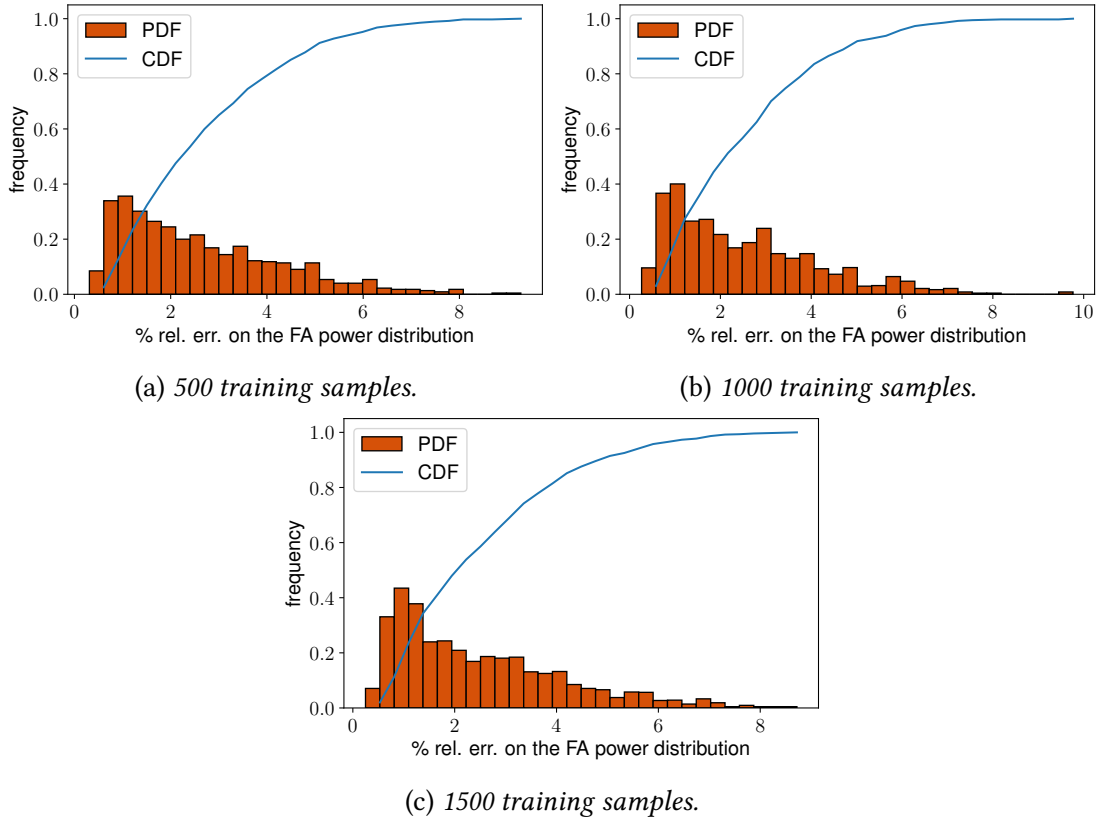 1.0
0.8
0.6
0.4
0.2
0.0
frequency
PDF
CDF
0 2 4 6 8
% rel. err. on the FA power distribution
(a) 500 training samples.
1.0
0.8
0.6
0.4
0.2
0.0
frequency
PDF
CDF
0 2 4 6 8 10
% rel. err. on the FA power distribution
(b) 1000 training samples.
1.0
0.8
0.6
0.4
0.2
0.0
frequency
PDF
CDF
0 2 4 6 8
% rel. err. on the FA power distribution
(c) 1500 training samples.